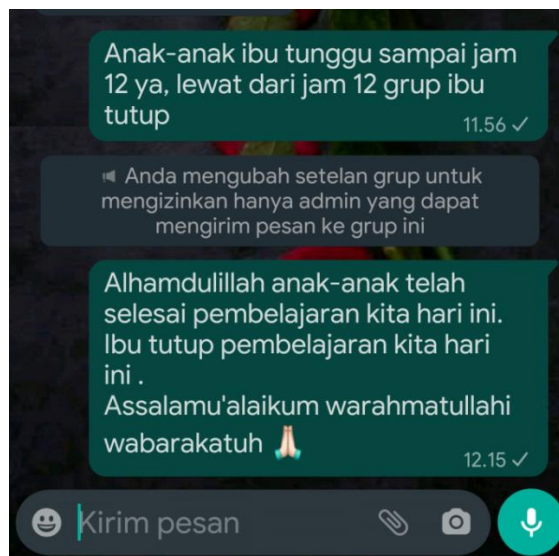 Anak-anak ibu tunggu sampai jam
12 ya, lewat dari jam 12 grup ibu
tutup
11.56
Anda mengubah setelan grup untuk
mengizinkan hanya admin yang dapat
mengirim pesan ke grup ini
Alhamdulillah anak-anak telah
selesai pembelajaran kita hari ini.
Ibu tutup pembelajaran kita hari
ini .
Assalamu'alaikum warahmatullahi
wabarakatuh 🙏🏻
12.15
Kirim pesan